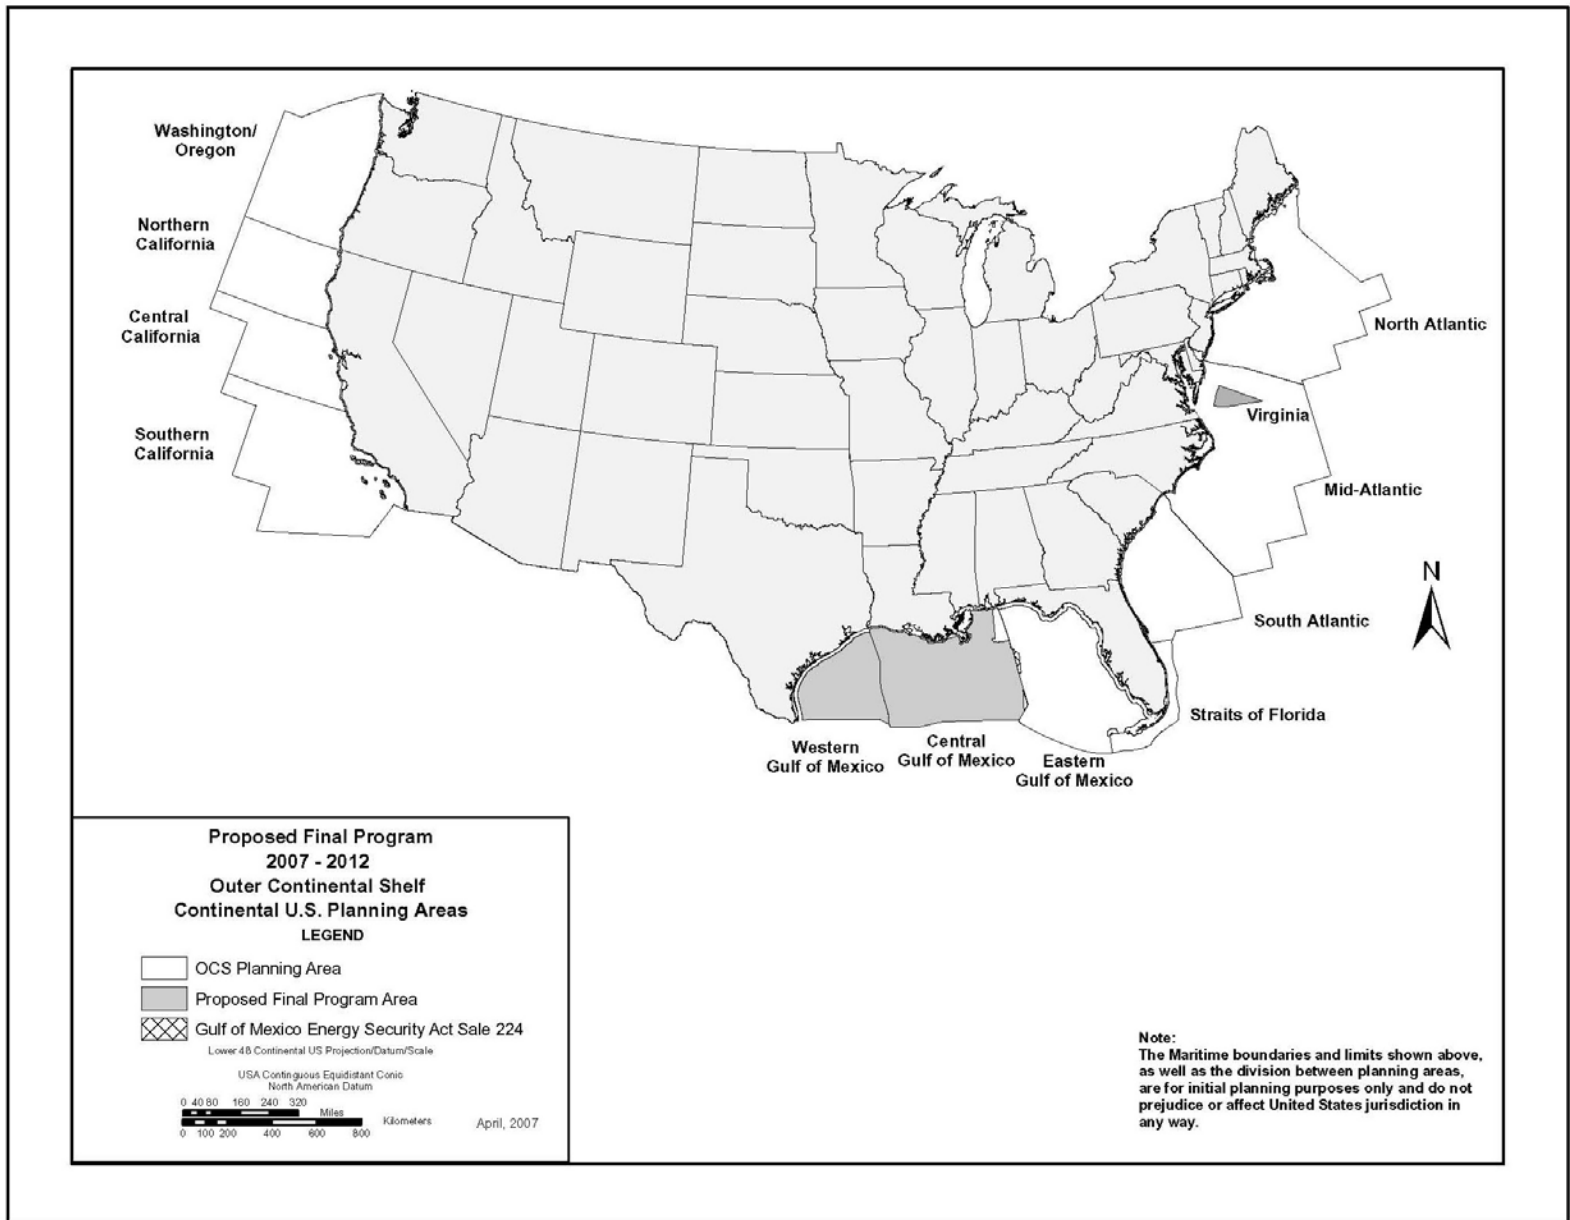 Washington/
Oregon
Northern
California
Central
California
Southern
California
North Atlantic
Virginia
Mid-Atlantic
N
South Atlantic
Straits of Florida
Western
Gulf of Mexico
Central
Gulf of Mexico
Eastern
Gulf of Mexico
Proposed Final Program
2007 - 2012
Outer Continental Shelf
Continental U.S. Planning Areas
LEGEND
OCS Planning Area
Proposed Final Program Area
Gulf of Mexico Energy Security Act Sale 224
Lower 48 Continental US Projection/Datum/Scale
USA Continguous Equidistant Conic
North American Datum
0 40 80 160 240 320
Miles
Kilometers
0 100 200 400 600 800
April, 2007
Note:
The Maritime boundaries and limits shown above,
as well as the division between planning areas,
are for initial planning purposes only and do not
prejudice or affect United States jurisdiction in
any way.